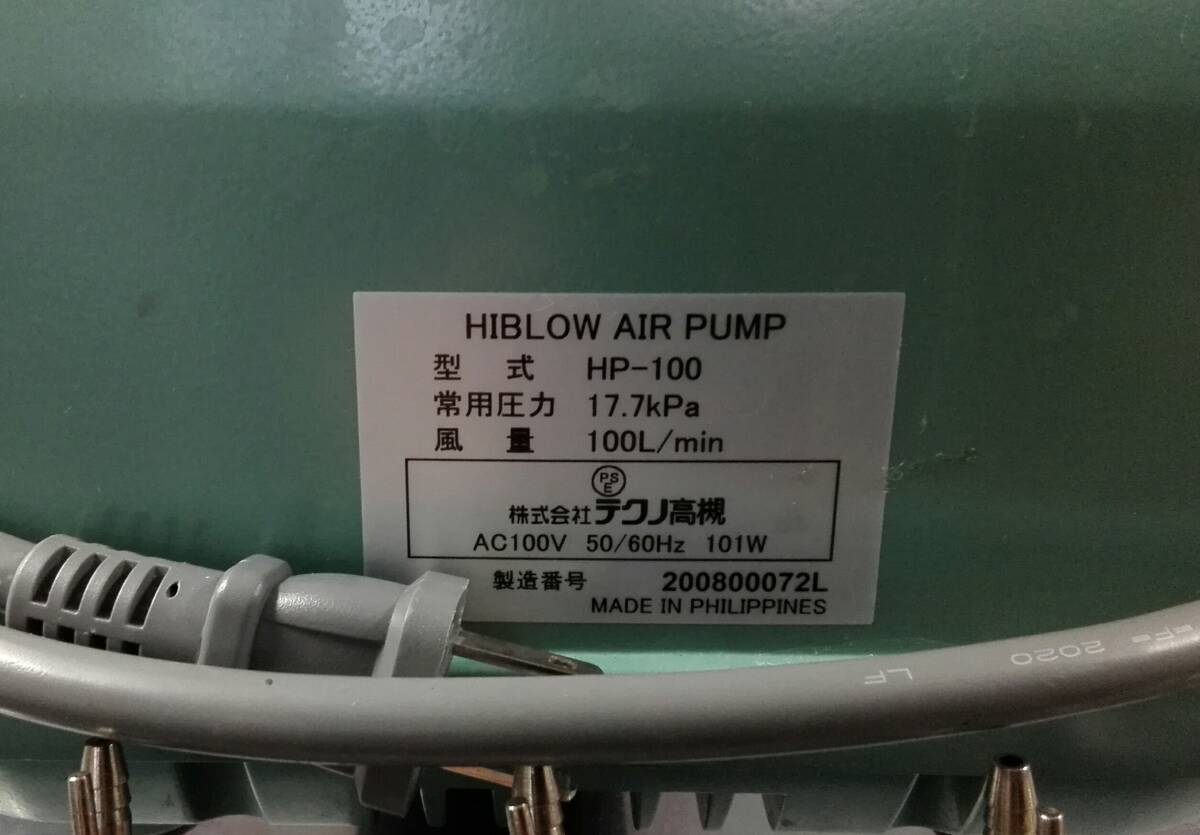 HIBLOW AIR PUMP
型 式 HP-100
常用圧力 17.7kPa
風 量 100L/min
PSE
株式会社テクノ高槻
AC100V 50/60Hz 101W
製造番号 200800072L
MADE IN PHILIPPINES
2020
LF